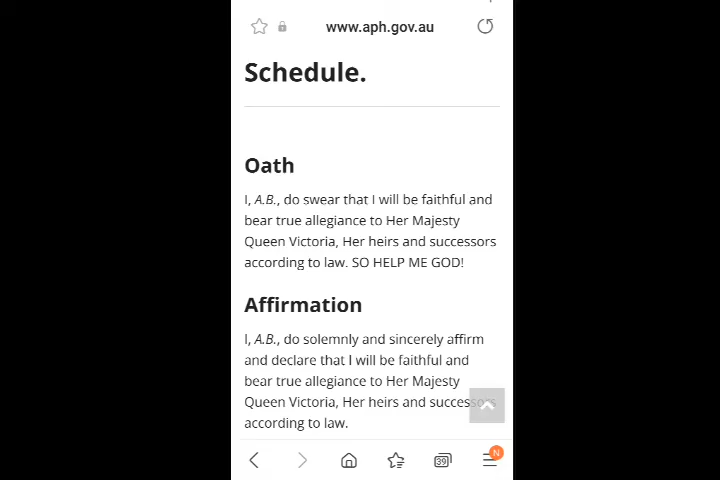 www.aph.gov.au
Schedule.
Oath
I, A.B., do swear that I will be faithful and
bear true allegiance to Her Majesty
Queen Victoria, Her heirs and successors
according to law. SO HELP ME GOD!
Affirmation
I, A.B., do solemnly and sincerely affirm
and declare that I will be faithful and
bear true allegiance to Her Majesty
Queen Victoria, Her heirs and successors
according to law.
39
N